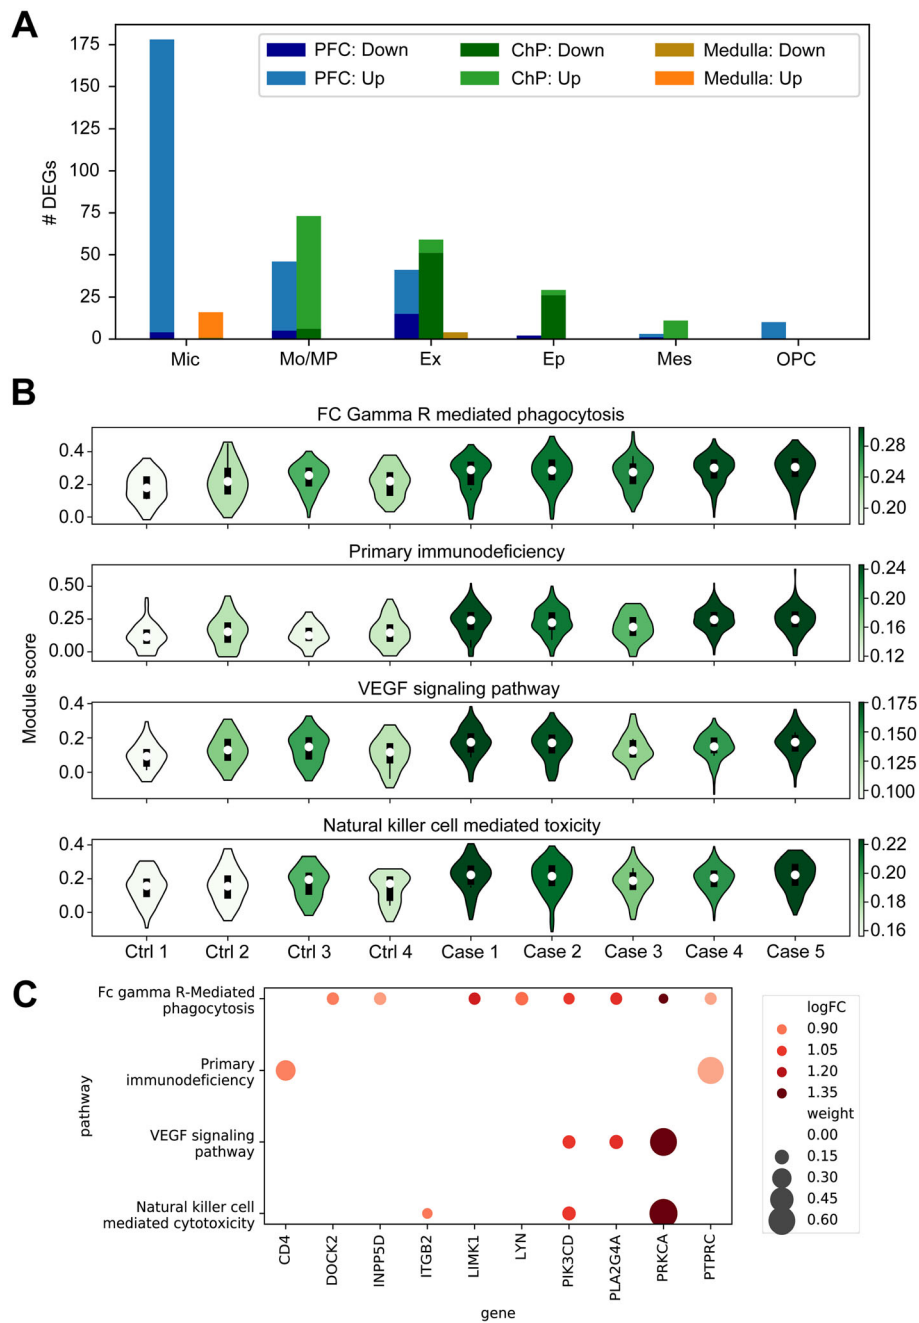 A
PFC: Down
ChP: Down
Medulla: Down
PFC: Up
ChP: Up
Medulla: Up
# DEGs
175
150
125
100
75
50
25
0
Mic
Mo/MP
Ex
Ep
Mes
OPC
B
Module score
FC Gamma R mediated phagocytosis
0.4
0.2
0.0
0.28
0.24
0.20
Primary immunodeficiency
0.50
0.25
0.00
0.24
0.20
0.16
0.12
VEGF signaling pathway
0.4
0.2
0.0
0.175
0.150
0.125
0.100
Natural killer cell mediated toxicity
0.4
0.2
0.0
0.22
0.20
0.18
0.16
Ctrl 1
Ctrl 2
Ctrl 3
Ctrl 4
Case 1
Case 2
Case 3
Case 4
Case 5
C
pathway
Fc gamma R-Mediated
phagocytosis
Primary
immunodeficiency
VEGF signaling
pathway
Natural killer cell
mediated cytotoxicity
CD4
DOCK2
INPP5D
ITGB2
LIMK1
LYN
PIK3CD
PLA2G4A
PRKCA
PTPRC
gene
logFC
0.90
1.05
1.20
1.35
weight
0.00
0.15
0.30
0.45
0.60